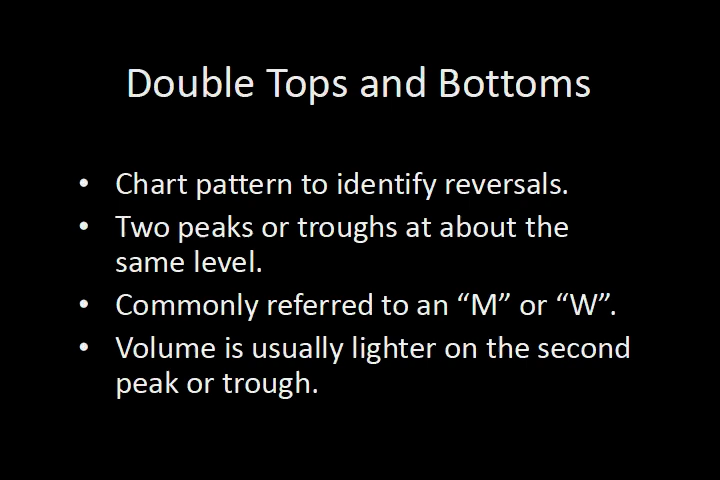 Double Tops and Bottoms
• Chart pattern to identify reversals.
• Two peaks or troughs at about the
same level.
• Commonly referred to an “M” or “W”.
• Volume is usually lighter on the second
peak or trough.